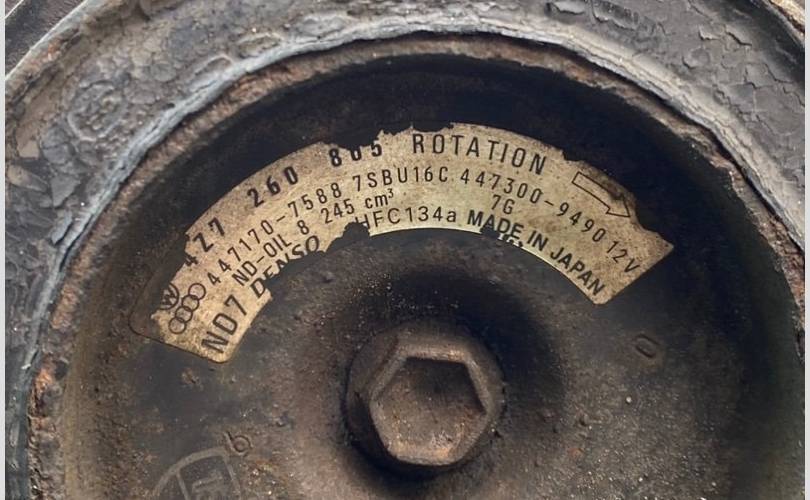 4Z7 260 805 ROTATION
447170-7588 7SBU16C 447300-9490 12V
ND-OIL 8 245 cm³ 7G
ND7 DENSO HFC134a MADE IN JAPAN